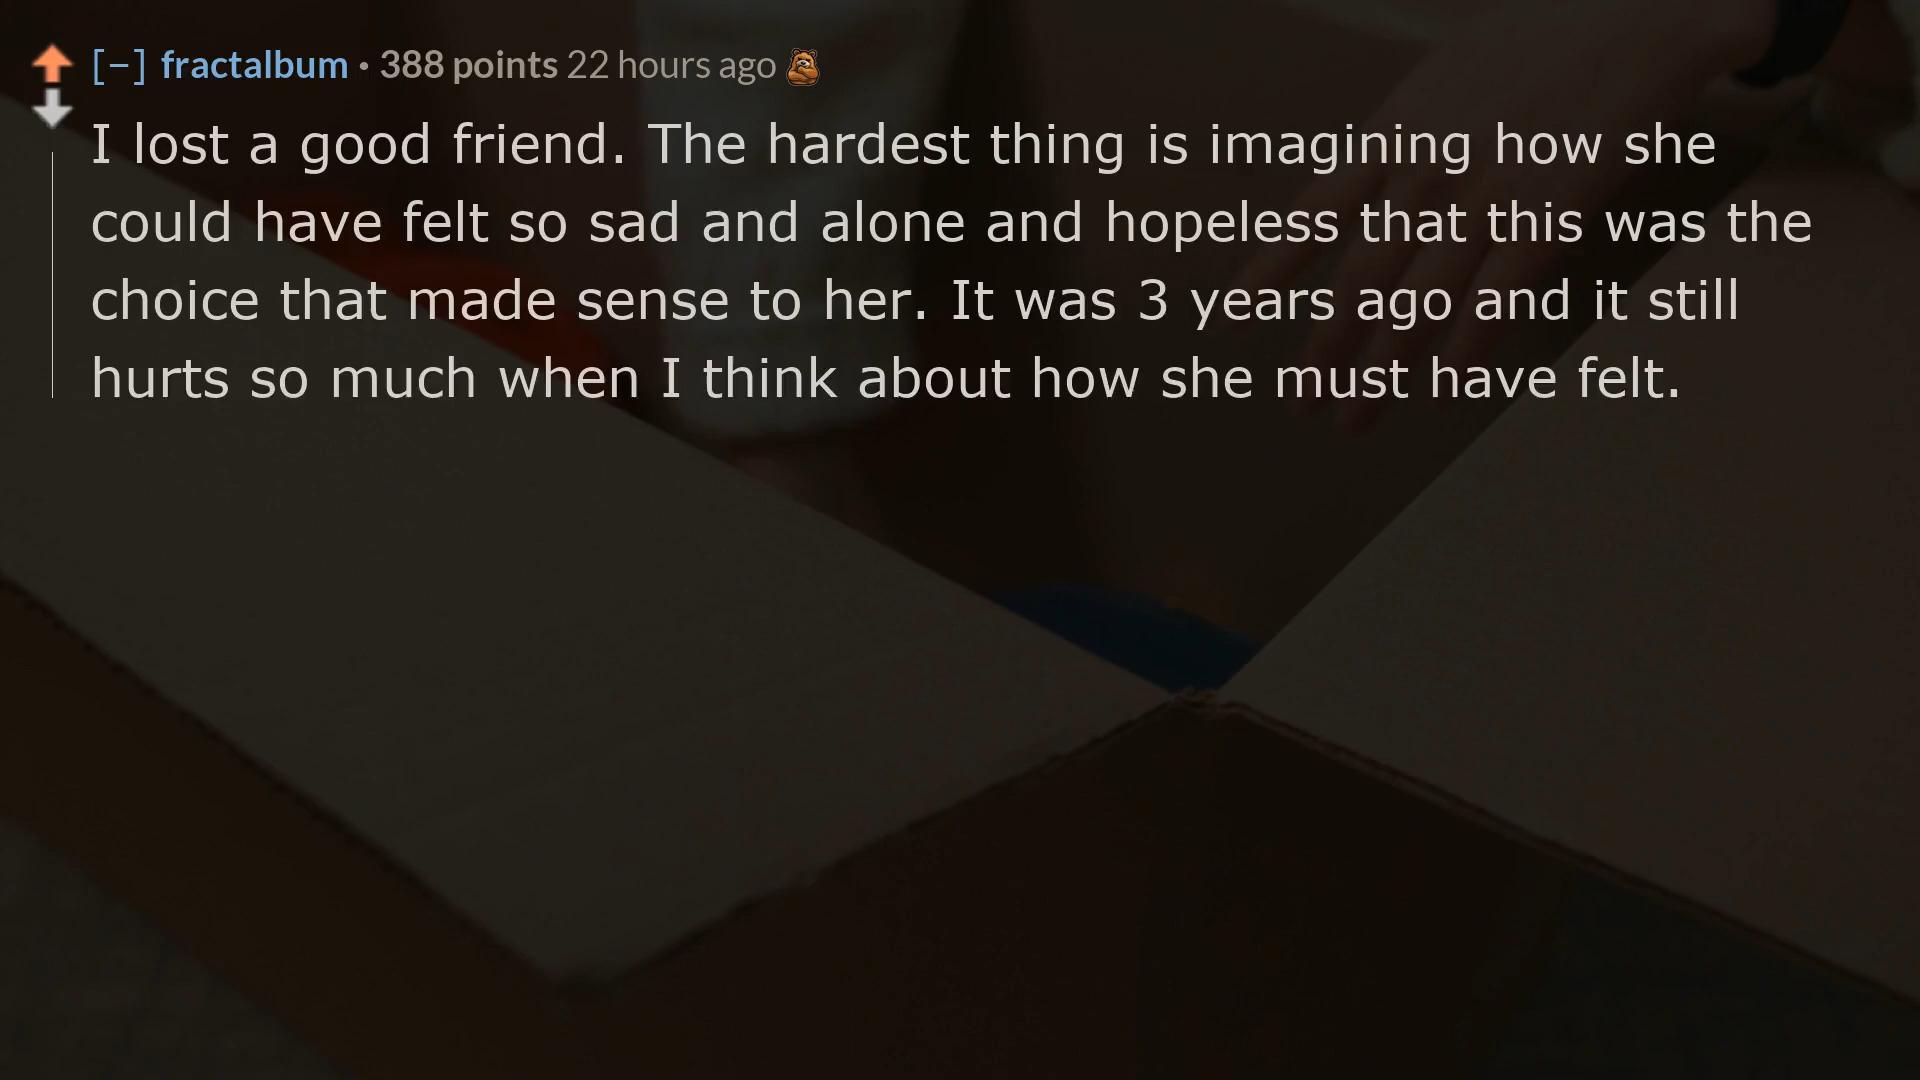 [−] fractalbum • 388 points 22 hours ago
I lost a good friend. The hardest thing is imagining how she
could have felt so sad and alone and hopeless that this was the
choice that made sense to her. It was 3 years ago and it still
hurts so much when I think about how she must have felt.